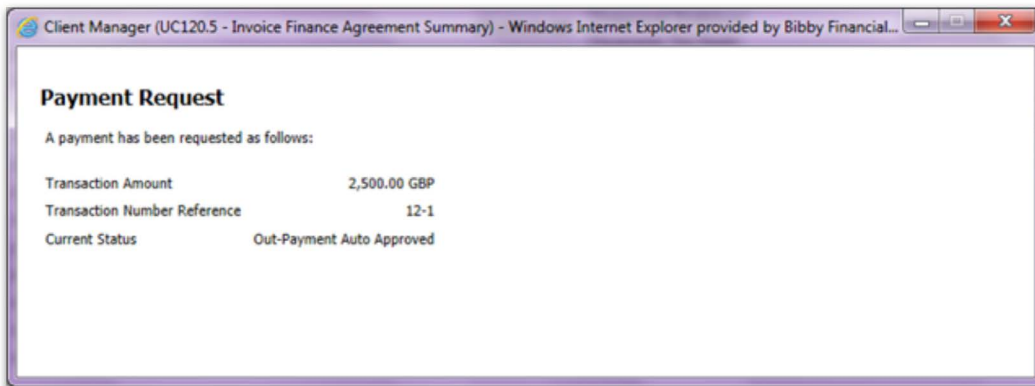 Client Manager (UC120.5 - Invoice Finance Agreement Summary) - Windows Internet Explorer provided by Bibby Financial...
Payment Request
A payment has been requested as follows:
Transaction Amount 2,500.00 GBP
Transaction Number Reference 12-1
Current Status Out-Payment Auto Approved